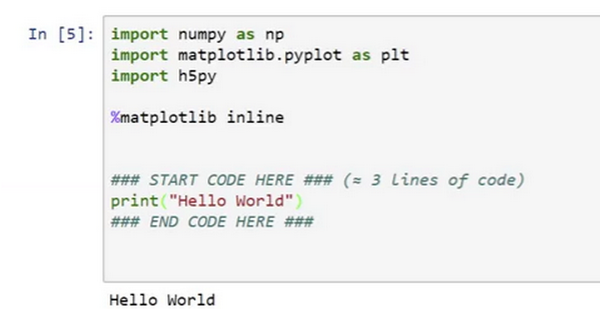 In [5]:
import numpy as np
import matplotlib.pyplot as plt
import h5py
%matplotlib inline
### START CODE HERE ### (≈ 3 lines of code)
print("Hello World")
### END CODE HERE ###
Hello World